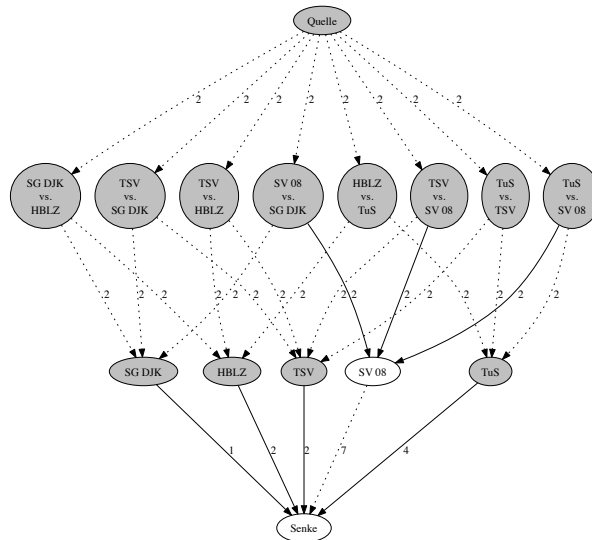 Quelle
2 2 2 2 2 2 2 2
SG DJK
vs.
HBLZ
TSV
vs.
SG DJK
TSV
vs.
HBLZ
SV 08
vs.
SG DJK
HBLZ
vs.
TuS
TSV
vs.
SV 08
TuS
vs.
TSV
TuS
vs.
SV 08
2 2 2 2 2 2 2 2 2 2 2 2 2 2 2 2
SG DJK
HBLZ
TSV
SV 08
TuS
1 2 2 7 4
Senke